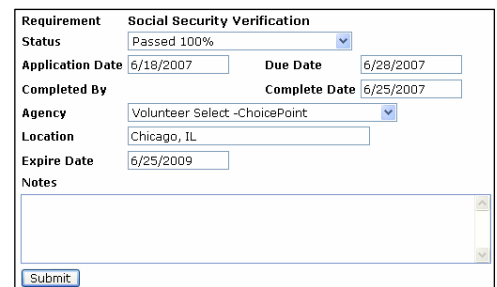 Requirement Social Security Verification
Status Passed 100%
Application Date 6/18/2007 Due Date 6/28/2007
Completed By Complete Date 6/25/2007
Agency Volunteer Select -ChoicePoint
Location Chicago, IL
Expire Date 6/25/2009
Notes
Submit